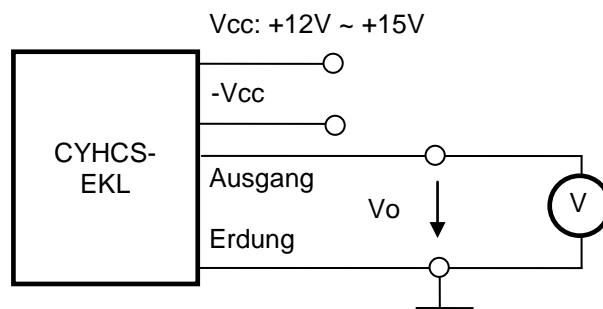 Vcc: +12V ~ +15V
-Vcc
CYHCS-
EKL
Ausgang
Vo
V
Erdung